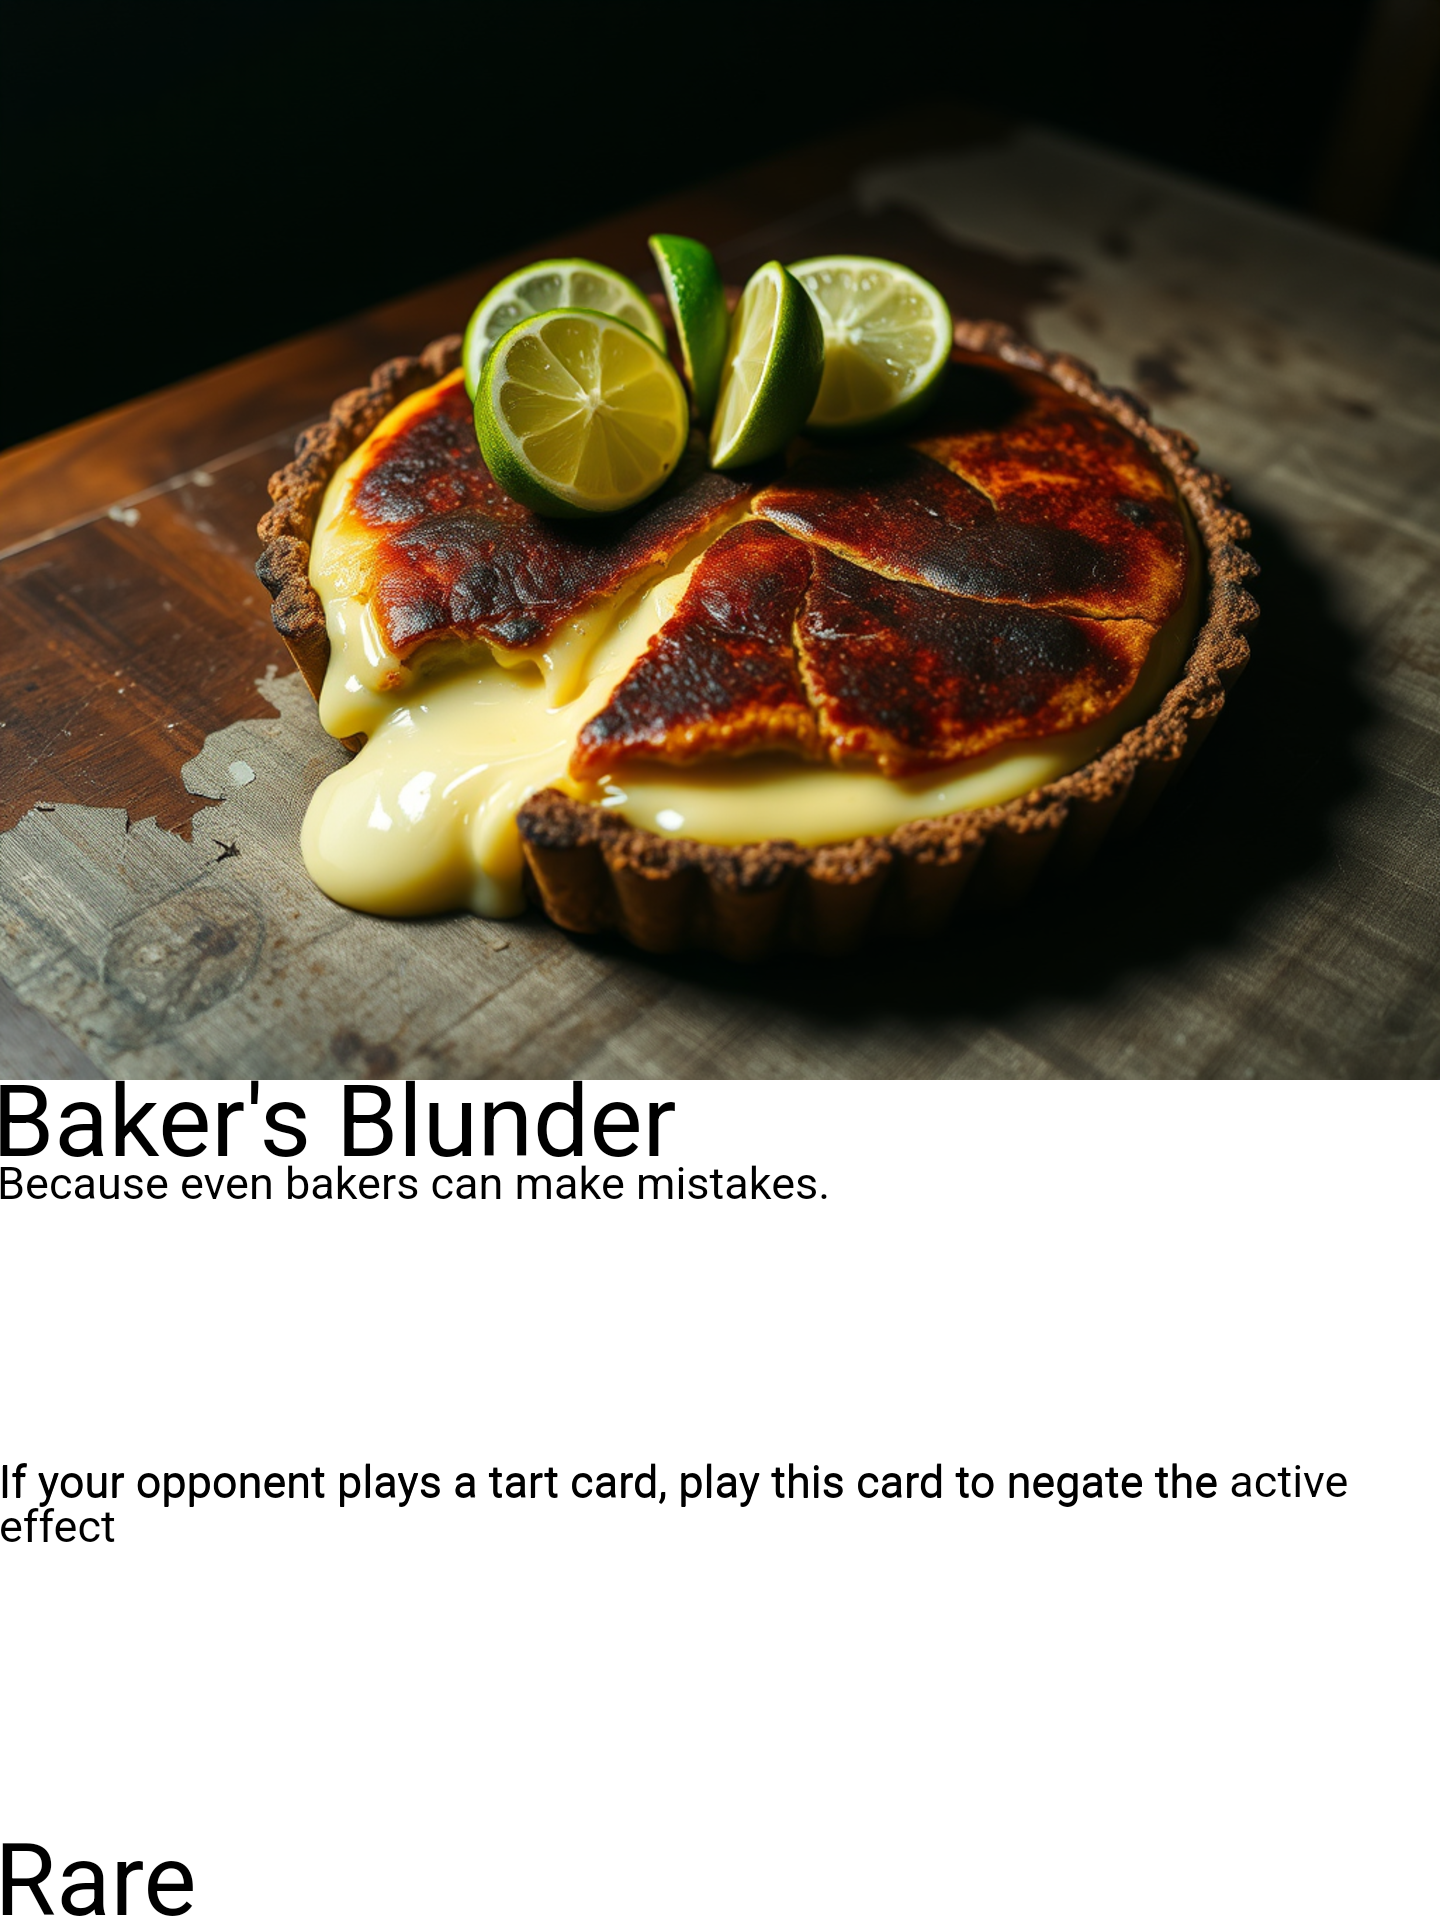 Baker's Blunder
Because even bakers can make mistakes.
If your opponent plays a tart card, play this card to negate the active
effect
Rare